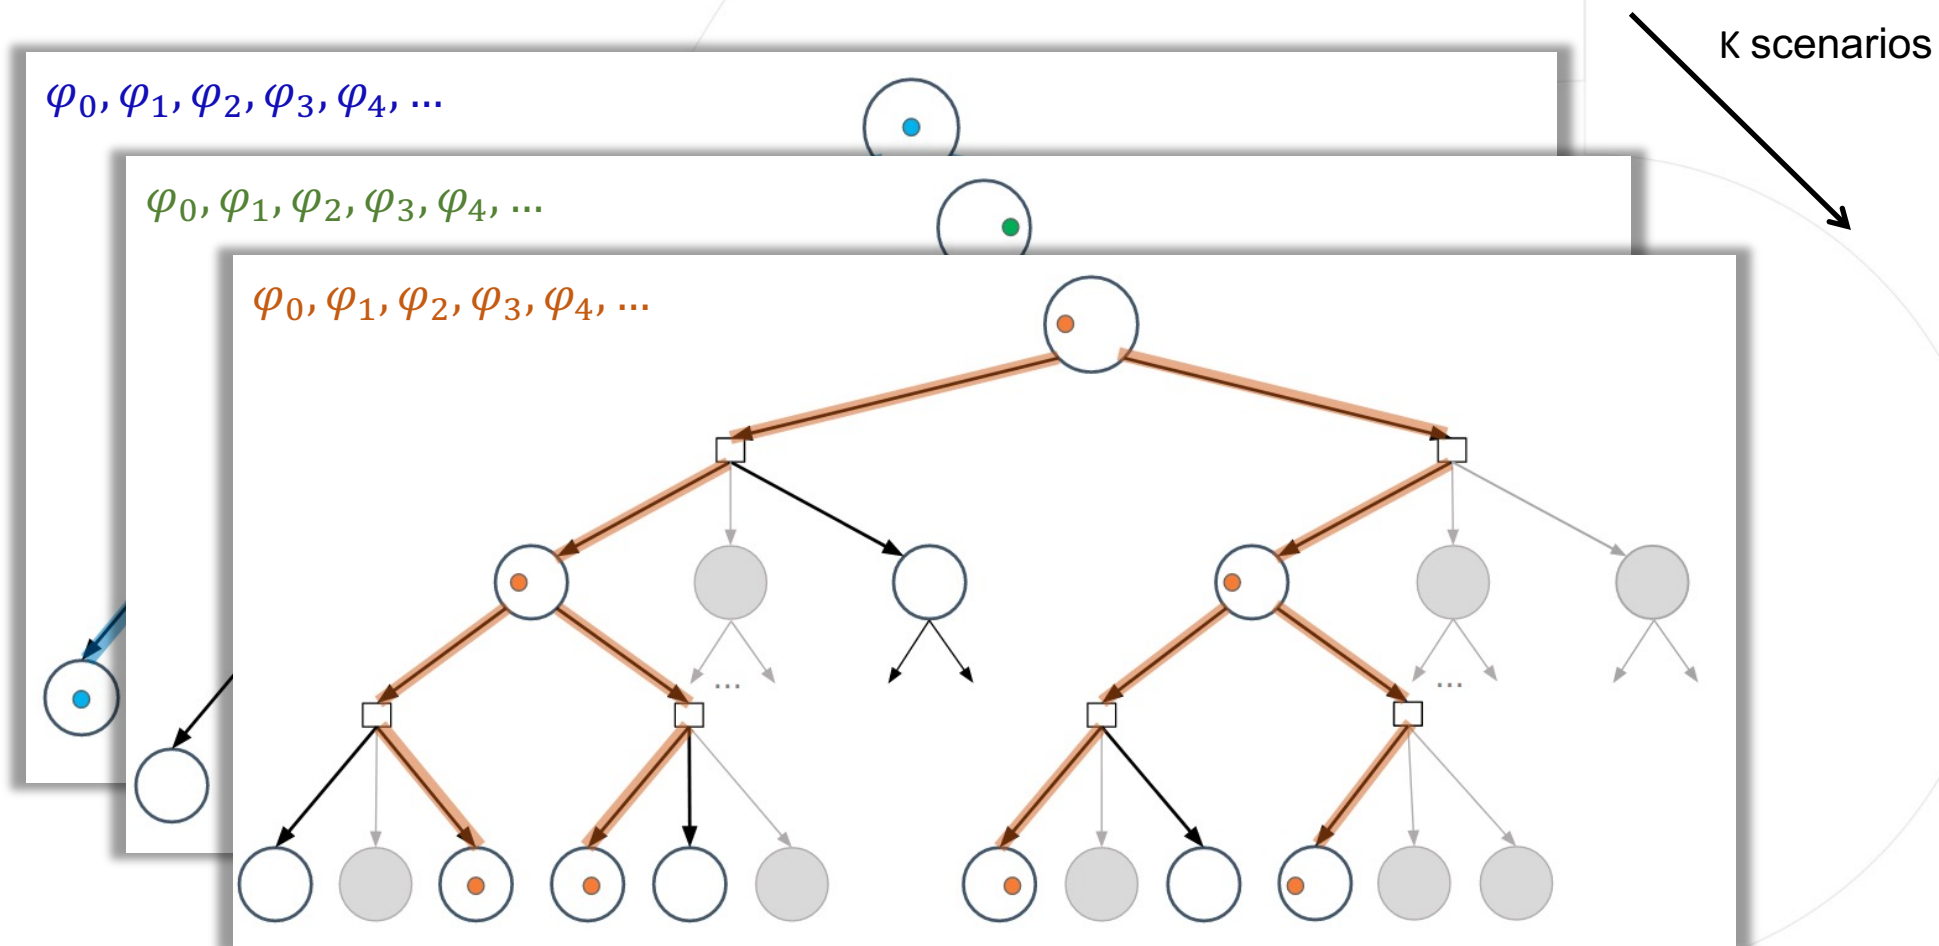 K scenarios
φ₀, φ₁, φ₂, φ₃, φ₄, ...
φ₀, φ₁, φ₂, φ₃, φ₄, ...
φ₀, φ₁, φ₂, φ₃, φ₄, ...
...
...